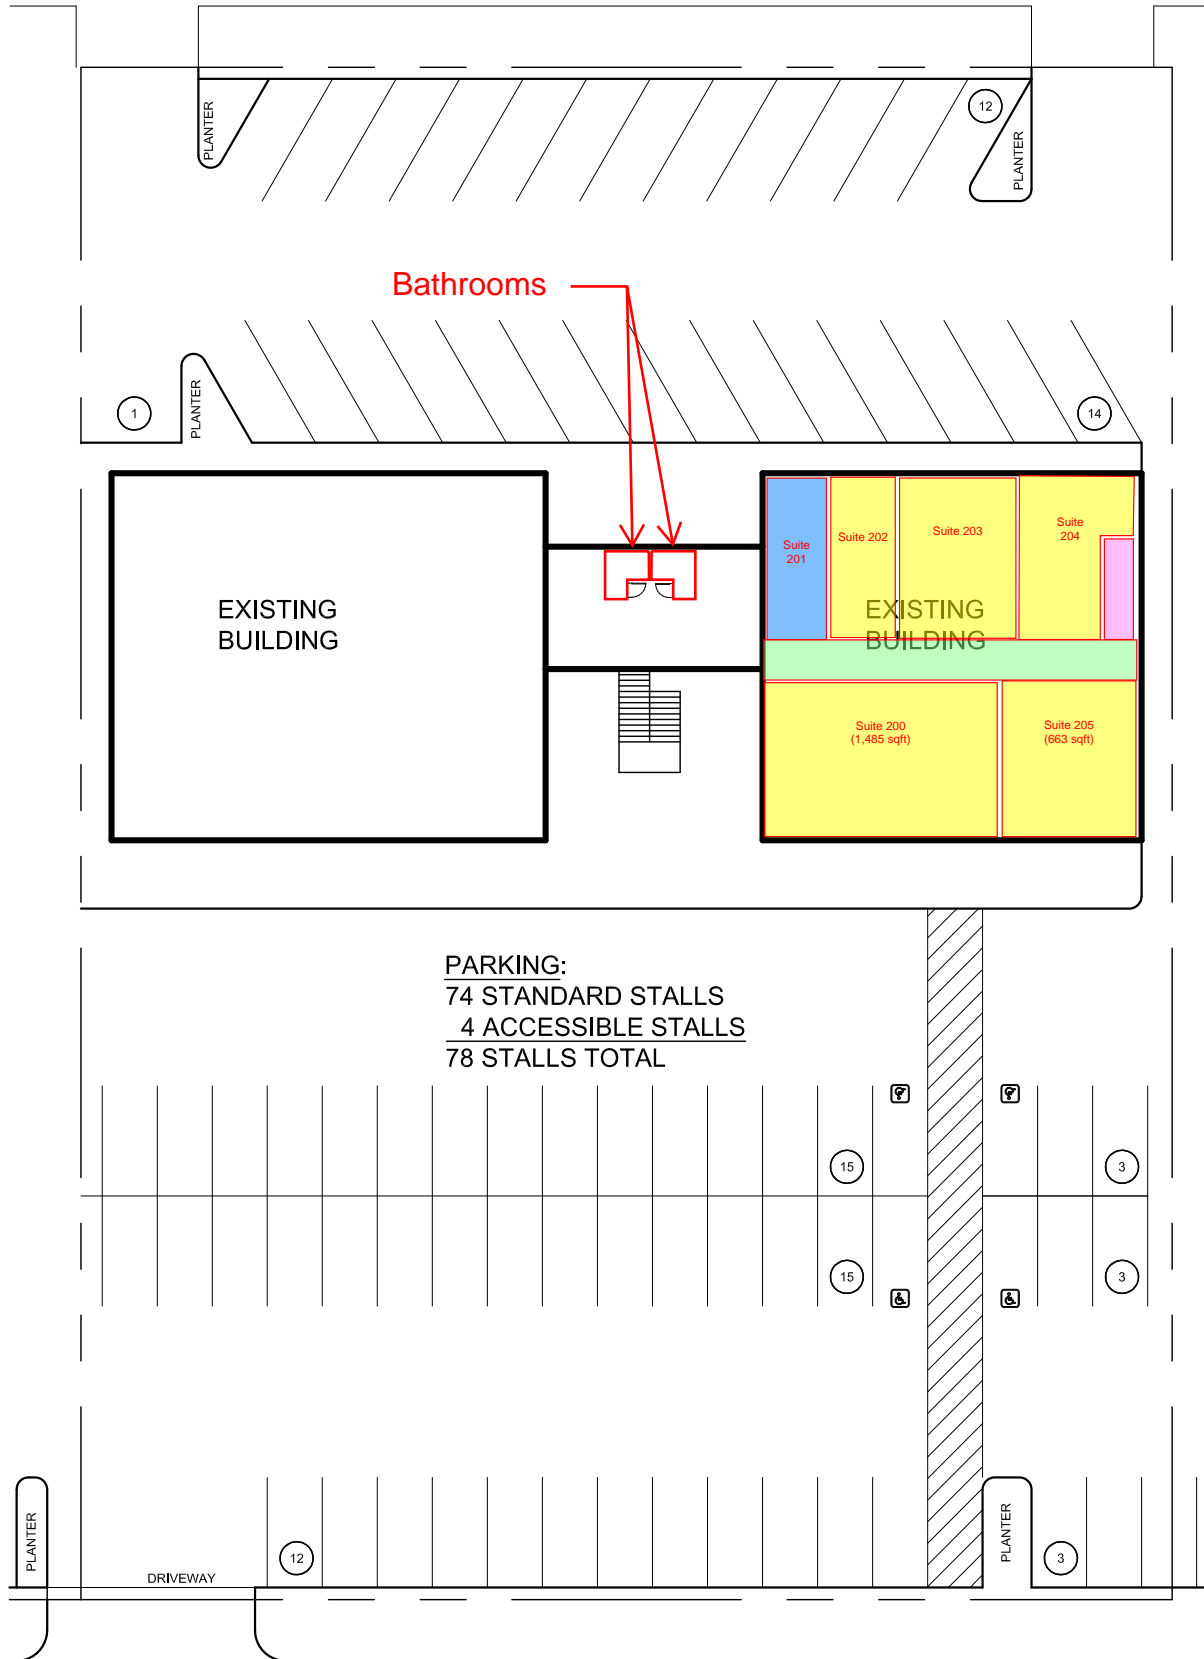 12
PLANTER
PLANTER
Bathrooms
1
PLANTER
14
Suite
201
Suite 202
Suite 203
Suite
204
EXISTING
BUILDING
EXISTING
BUILDING
Suite 200
(1,485 sqft)
Suite 205
(663 sqft)
PARKING:
74 STANDARD STALLS
4 ACCESSIBLE STALLS
78 STALLS TOTAL
15
3
15
3
PLANTER
12
DRIVEWAY
PLANTER
3